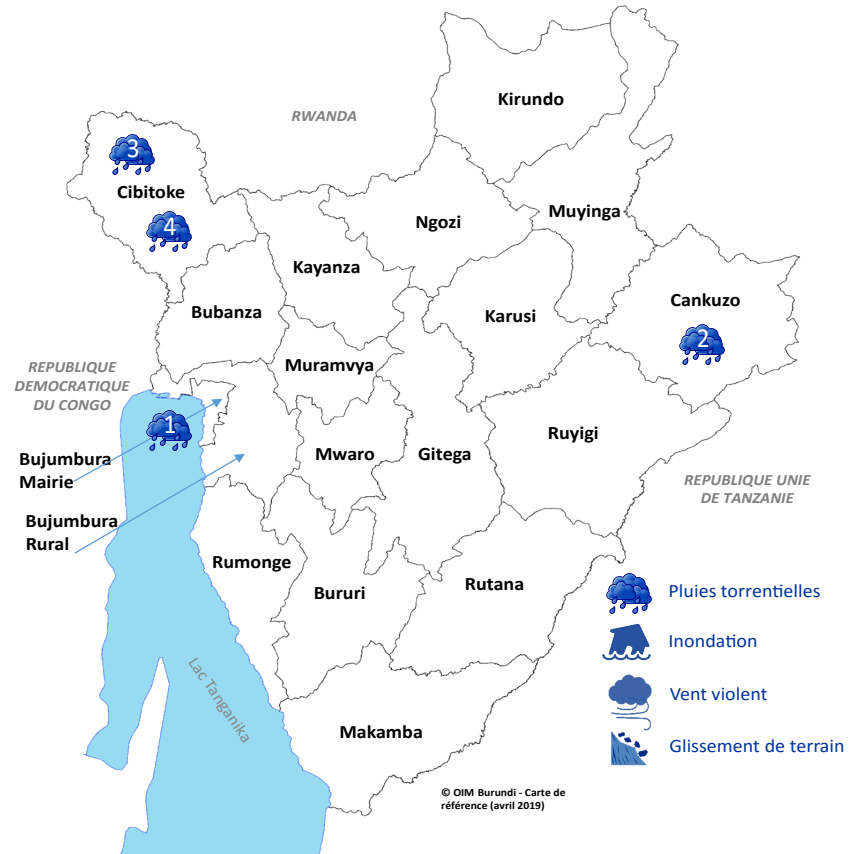 Kirundo
RWANDA
3
Cibitoke
4
Ngozi
Muyinga
Kayanza
Cankuzo
Bubanza
Karusi
2
Muramvya
REPUBLIQUE
DEMOCRATIQUE
DU CONGO
1
Ruyigi
Bujumbura
Mairie
Mwaro
Gitega
REPUBLIQUE UNIE
DE TANZANIE
Bujumbura
Rural
Rumonge
Bururi
Rutana
Pluies torrentielles
Inondation
Lac Tanganika
Vent violent
Makamba
Glissement de terrain
© OIM Burundi - Carte de
référence (avril 2019)